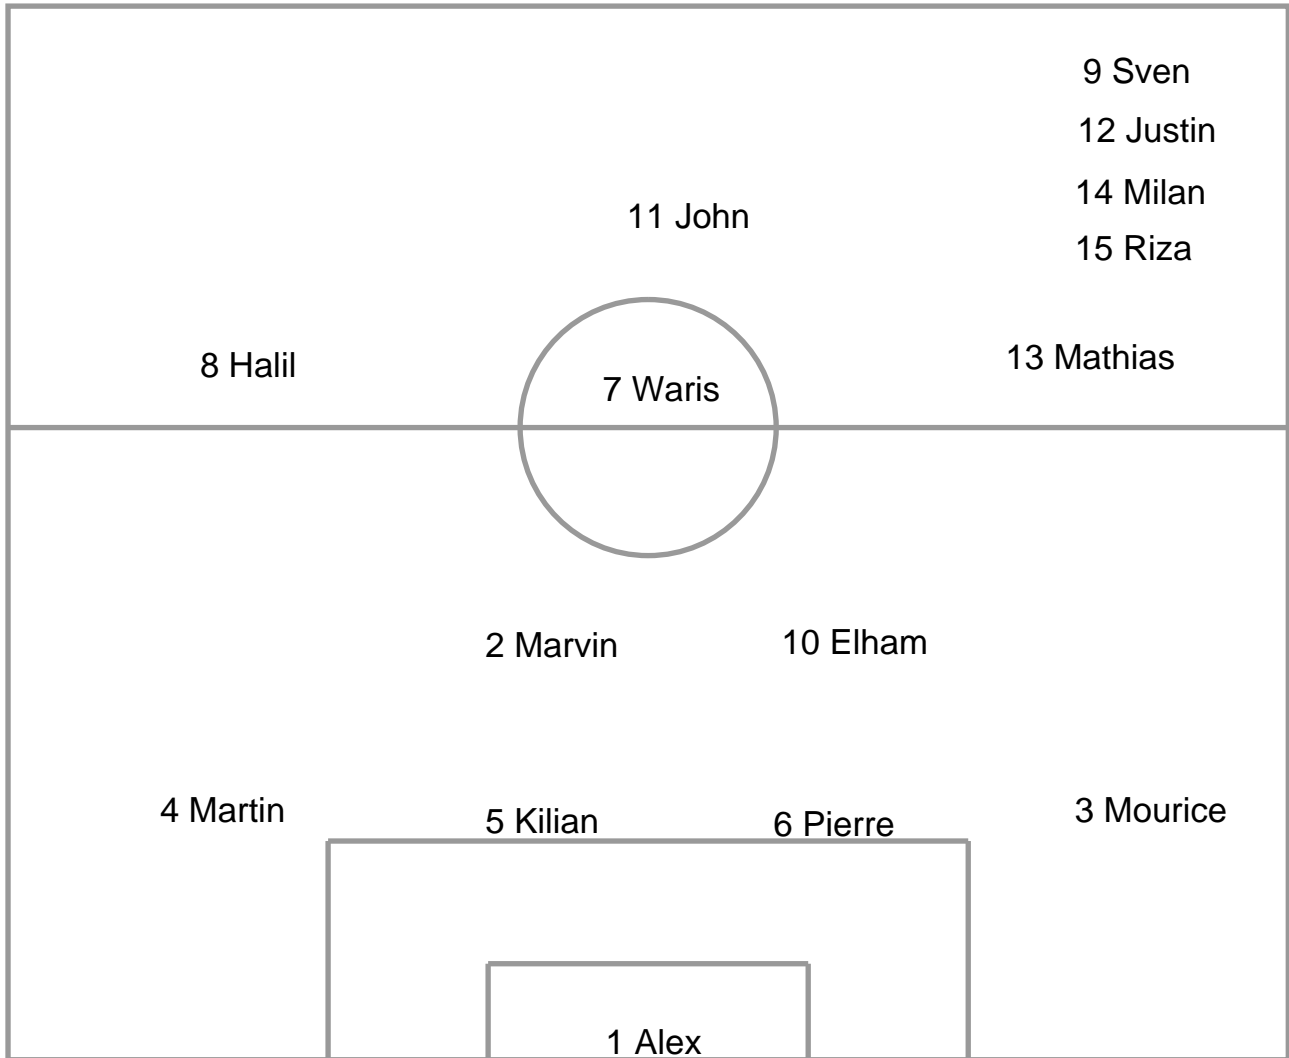 9 Sven
12 Justin
14 Milan
11 John
15 Riza
8 Halil
7 Waris
13 Mathias
2 Marvin
10 Elham
4 Martin
5 Kilian
6 Pierre
3 Mourice
1 Alex